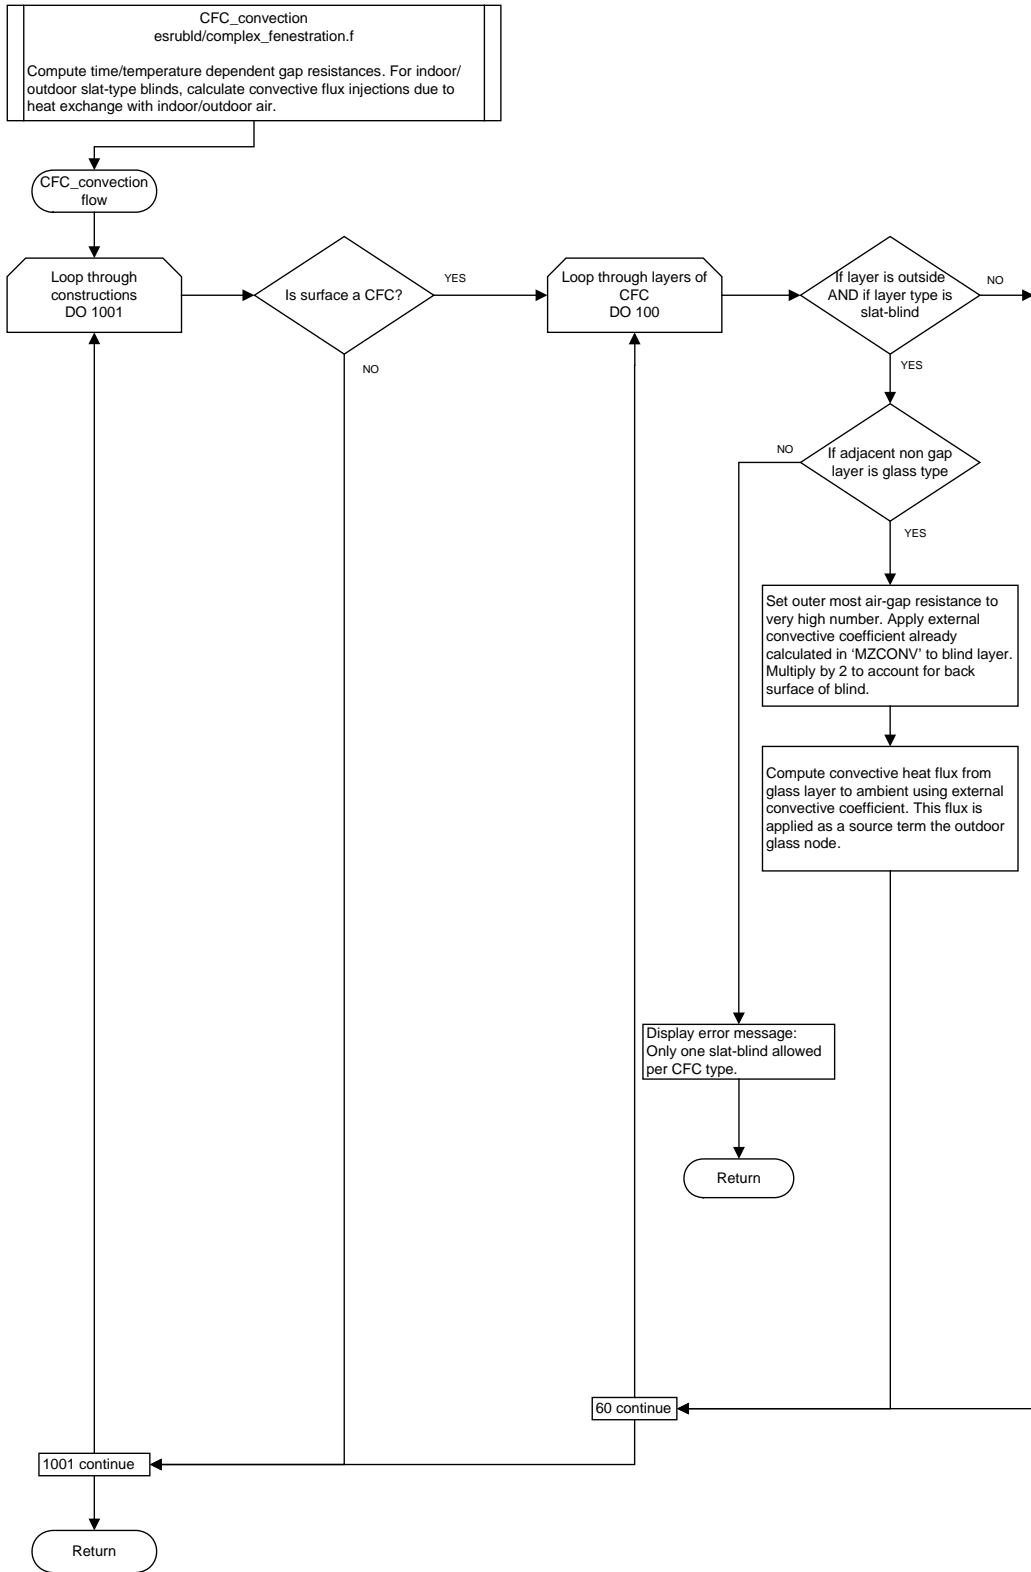 CFC_convection
esrubld/complex_fenestration.f
Compute time/temperature dependent gap resistances. For indoor/
outdoor slat-type blinds, calculate convective flux injections due to
heat exchange with indoor/outdoor air.
CFC_convection
flow
Loop through
constructions
DO 1001
Is surface a CFC?
YES
NO
Loop through layers of
CFC
DO 100
If layer is outside
AND if layer type is
slat-blind
NO
YES
If adjacent non gap
layer is glass type
NO
YES
Set outer most air-gap resistance to
very high number. Apply external
convective coefficient already
calculated in ‘MZCONV’ to blind layer.
Multiply by 2 to account for back
surface of blind.
Compute convective heat flux from
glass layer to ambient using external
convective coefficient. This flux is
applied as a source term the outdoor
glass node.
Display error message:
Only one slat-blind allowed
per CFC type.
Return
60 continue
1001 continue
Return